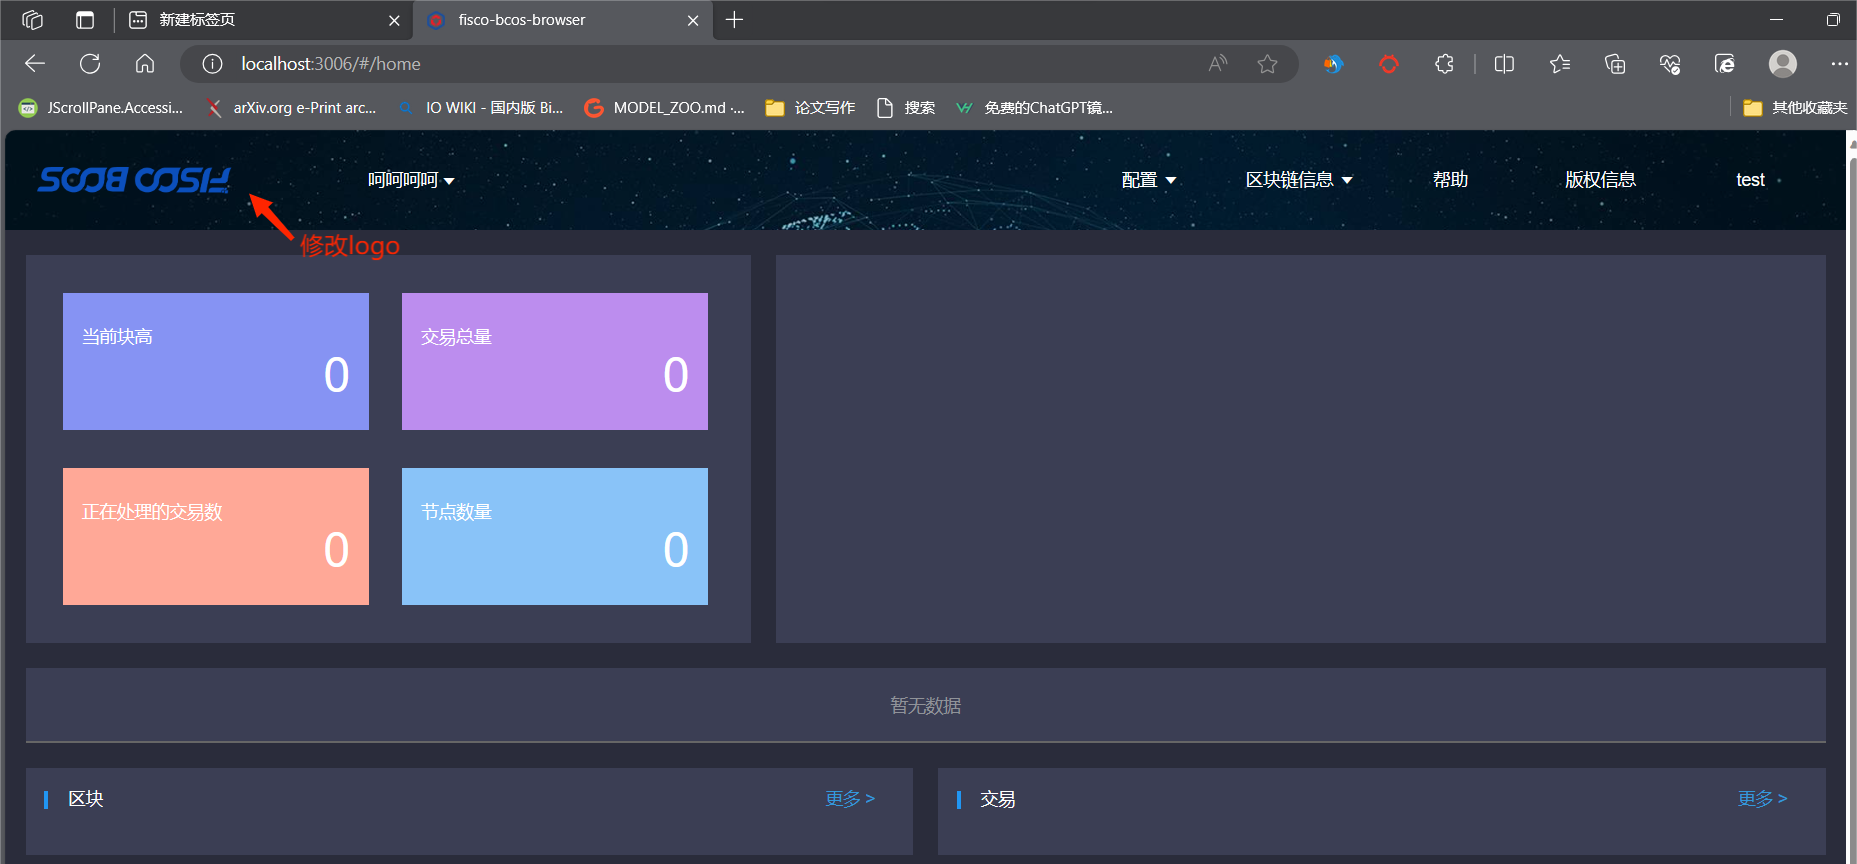 新建标签页
fisco-bcos-browser
localhost:3006/#/home
JScrollPane.Accessi...
arXiv.org e-Print arc...
IO WIKI - 国内版 Bi...
MODEL_ZOO.md ·...
论文写作
搜索
免费的ChatGPT镜...
其他收藏夹
FISCO BCOS
呵呵呵呵
配置
区块链信息
帮助
版权信息
test
修改logo
当前块高
0
交易总量
0
正在处理的交易数
0
节点数量
0
暂无数据
区块
更多 >
交易
更多 >